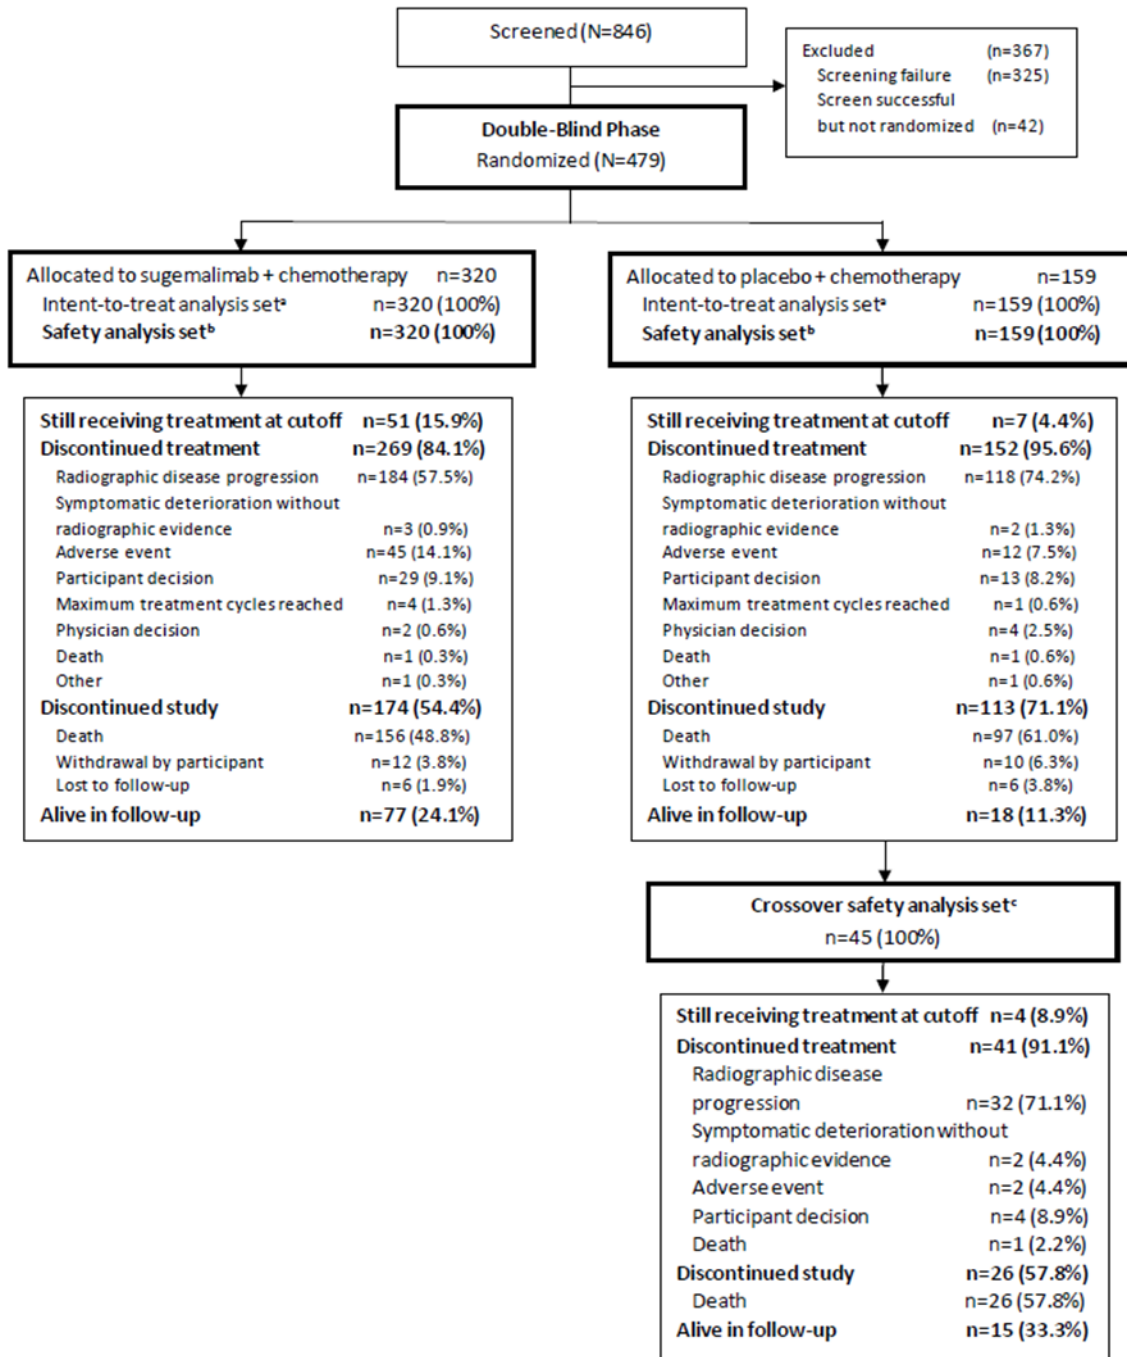 Screened (N=846)
Excluded (n=367)
Screening failure (n=325)
Screen successful
but not randomized (n=42)
Double-Blind Phase
Randomized (N=479)
Allocated to sugemalimab + chemotherapy n=320
Intent-to-treat analysis setᵃ n=320 (100%)
Safety analysis setᵇ n=320 (100%)
Allocated to placebo + chemotherapy n=159
Intent-to-treat analysis setᵃ n=159 (100%)
Safety analysis setᵇ n=159 (100%)
Still receiving treatment at cutoff n=51 (15.9%)
Discontinued treatment n=269 (84.1%)
Radiographic disease progression n=184 (57.5%)
Symptomatic deterioration without
radiographic evidence n=3 (0.9%)
Adverse event n=45 (14.1%)
Participant decision n=29 (9.1%)
Maximum treatment cycles reached n=4 (1.3%)
Physician decision n=2 (0.6%)
Death n=1 (0.3%)
Other n=1 (0.3%)
Discontinued study n=174 (54.4%)
Death n=156 (48.8%)
Withdrawal by participant n=12 (3.8%)
Lost to follow-up n=6 (1.9%)
Alive in follow-up n=77 (24.1%)
Still receiving treatment at cutoff n=7 (4.4%)
Discontinued treatment n=152 (95.6%)
Radiographic disease progression n=118 (74.2%)
Symptomatic deterioration without
radiographic evidence n=2 (1.3%)
Adverse event n=12 (7.5%)
Participant decision n=13 (8.2%)
Maximum treatment cycles reached n=1 (0.6%)
Physician decision n=4 (2.5%)
Death n=1 (0.6%)
Other n=1 (0.6%)
Discontinued study n=113 (71.1%)
Death n=97 (61.0%)
Withdrawal by participant n=10 (6.3%)
Lost to follow-up n=6 (3.8%)
Alive in follow-up n=18 (11.3%)
Crossover safety analysis setᶜ
n=45 (100%)
Still receiving treatment at cutoff n=4 (8.9%)
Discontinued treatment n=41 (91.1%)
Radiographic disease
progression n=32 (71.1%)
Symptomatic deterioration without
radiographic evidence n=2 (4.4%)
Adverse event n=2 (4.4%)
Participant decision n=4 (8.9%)
Death n=1 (2.2%)
Discontinued study n=26 (57.8%)
Death n=26 (57.8%)
Alive in follow-up n=15 (33.3%)